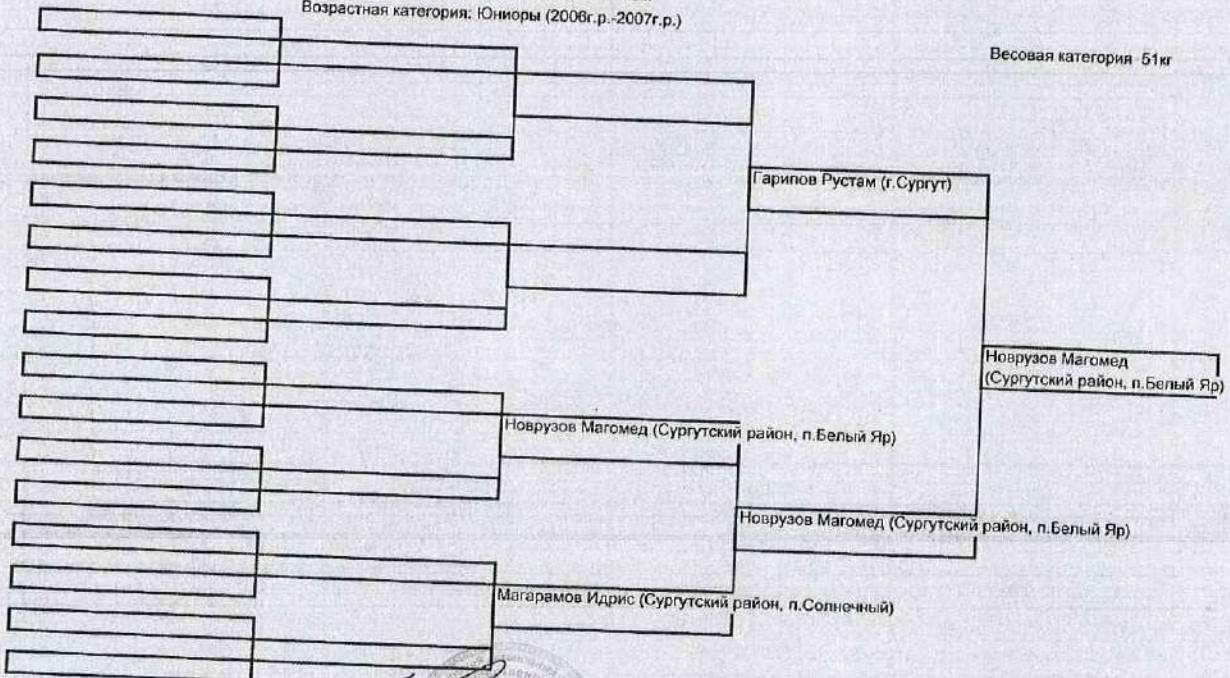 Возрастная категория: Юниоры (2006г.р.-2007г.р.)
Весовая категория 51кг
Гарипов Рустам (г.Сургут)
Новрузов Магомед
(Сургутский район, п.Белый Яр)
Новрузов Магомед (Сургутский район, п.Белый Яр)
Новрузов Магомед (Сургутский район, п.Белый Яр)
Магарамов Идрис (Сургутский район, п.Солнечный)